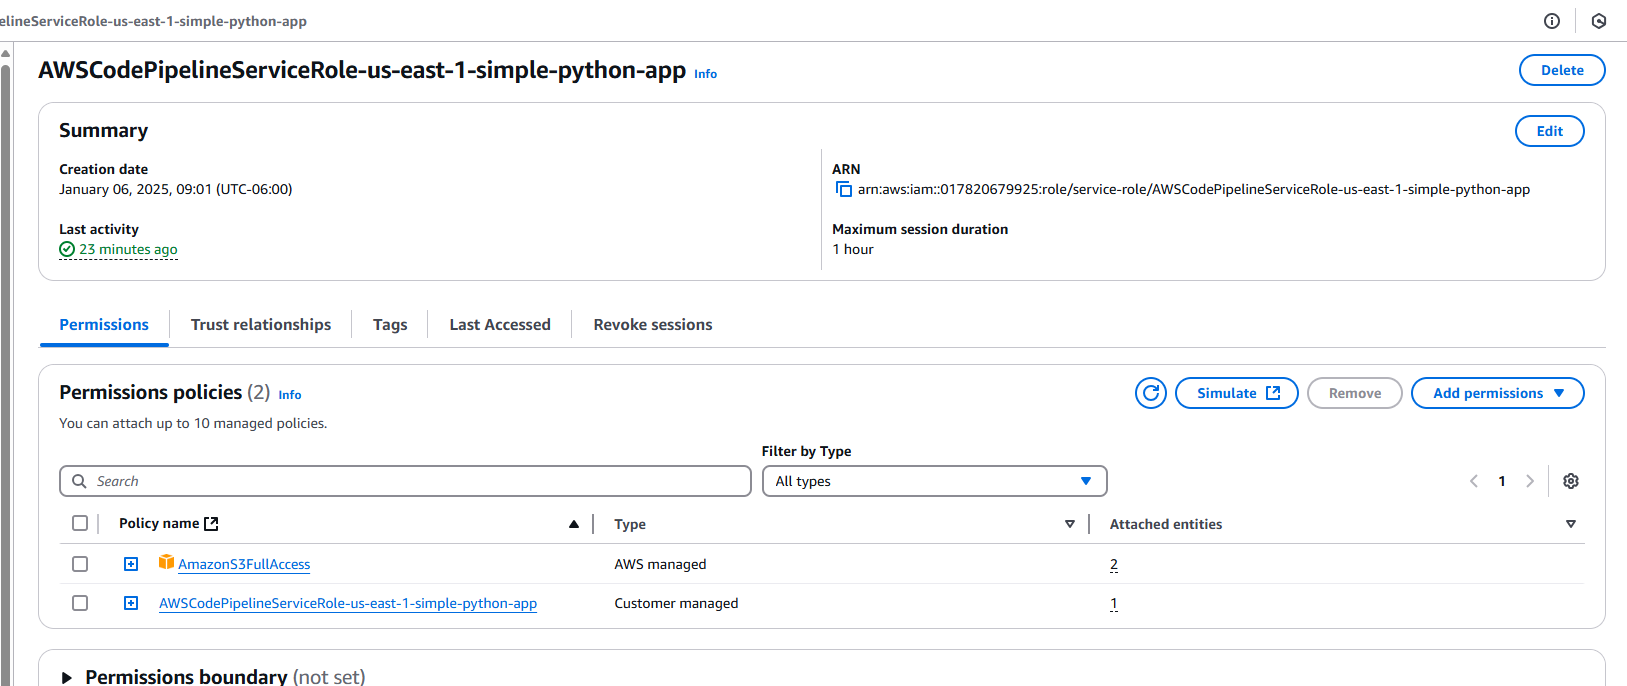 elineServiceRole-us-east-1-simple-python-app
AWSCodePipelineServiceRole-us-east-1-simple-python-app Info
Delete
Summary
Edit
Creation date
January 06, 2025, 09:01 (UTC-06:00)
ARN
arn:aws:iam::017820679925:role/service-role/AWSCodePipelineServiceRole-us-east-1-simple-python-app
Last activity
23 minutes ago
Maximum session duration
1 hour
Permissions
Trust relationships
Tags
Last Accessed
Revoke sessions
Permissions policies (2) Info
Simulate
Remove
Add permissions
You can attach up to 10 managed policies.
Filter by Type
Search
All types
1
Policy name
Type
Attached entities
AmazonS3FullAccess
AWS managed
2
AWSCodePipelineServiceRole-us-east-1-simple-python-app
Customer managed
1
Permissions boundary (not set)